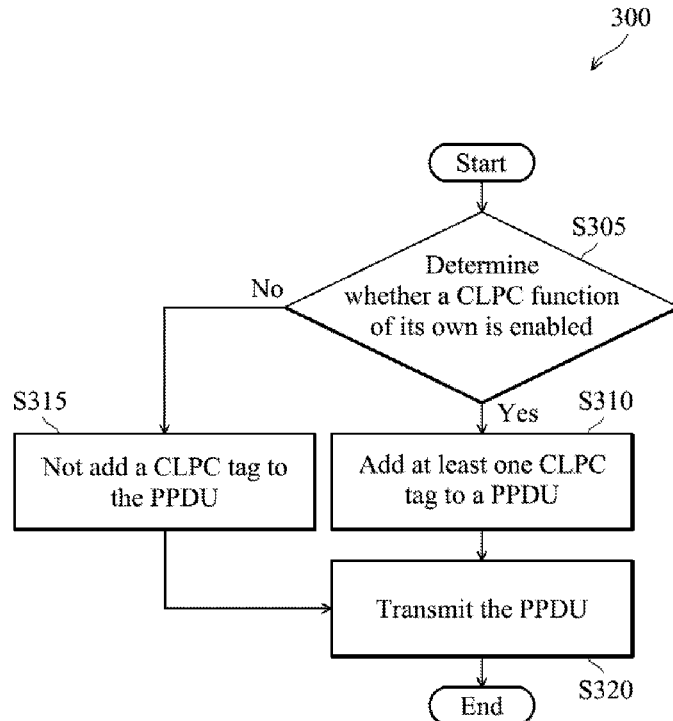 300
Start
S305
Determine
whether a CLPC function
of its own is enabled
No
Yes
S315
Not add a CLPC tag to
the PPDU
S310
Add at least one CLPC
tag to a PPDU
Transmit the PPDU
S320
End